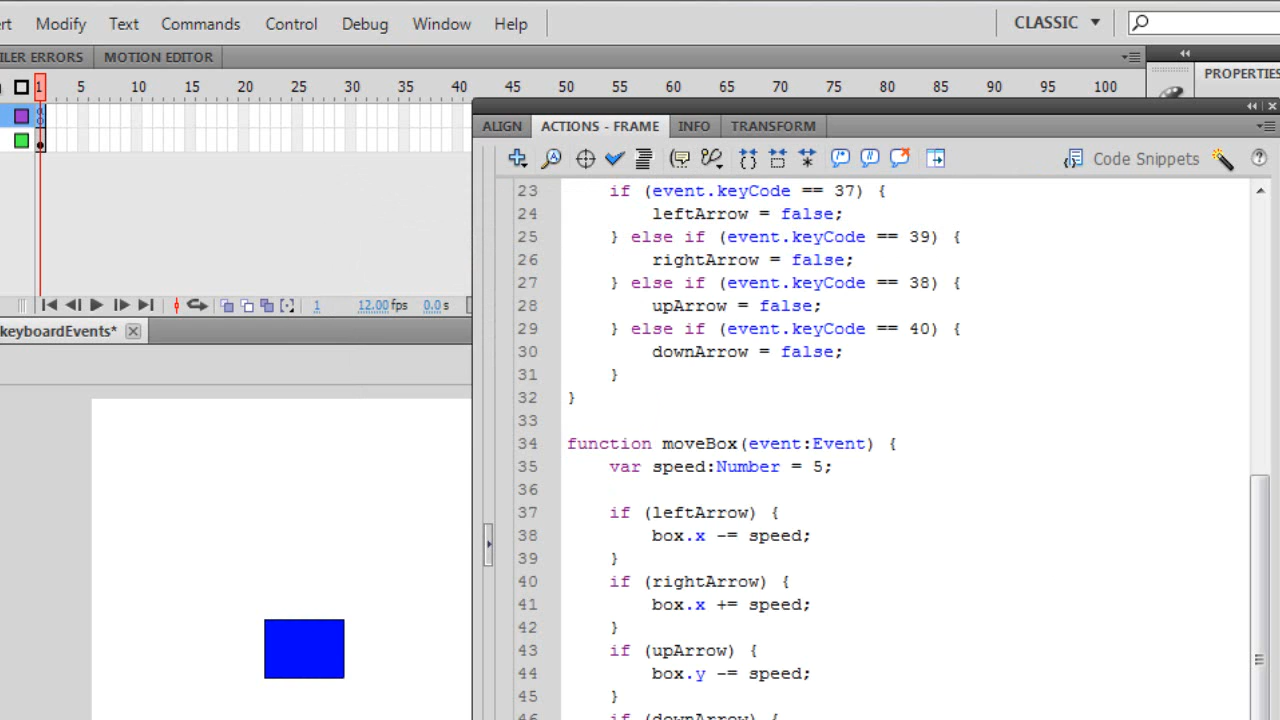 rt Modify Text Commands Control Debug Window Help CLASSIC
ILER ERRORS MOTION EDITOR PROPERTIES
1 5 10 15 20 25 30 35 40 45 50 55 60 65 70 75 80 85 90 95 100
ALIGN ACTIONS - FRAME INFO TRANSFORM
Code Snippets
23 if (event.keyCode == 37) {
24 leftArrow = false;
25 } else if (event.keyCode == 39) {
26 rightArrow = false;
27 } else if (event.keyCode == 38) {
28 upArrow = false;
29 } else if (event.keyCode == 40) {
30 downArrow = false;
31 }
32 }
33
34 function moveBox(event:Event) {
35 var speed:Number = 5;
36
37 if (leftArrow) {
38 box.x -= speed;
39 }
40 if (rightArrow) {
41 box.x += speed;
42 }
43 if (upArrow) {
44 box.y -= speed;
45 }
46 if (downArrow) {
1 12.00 fps 0.0 s
keyboardEvents*